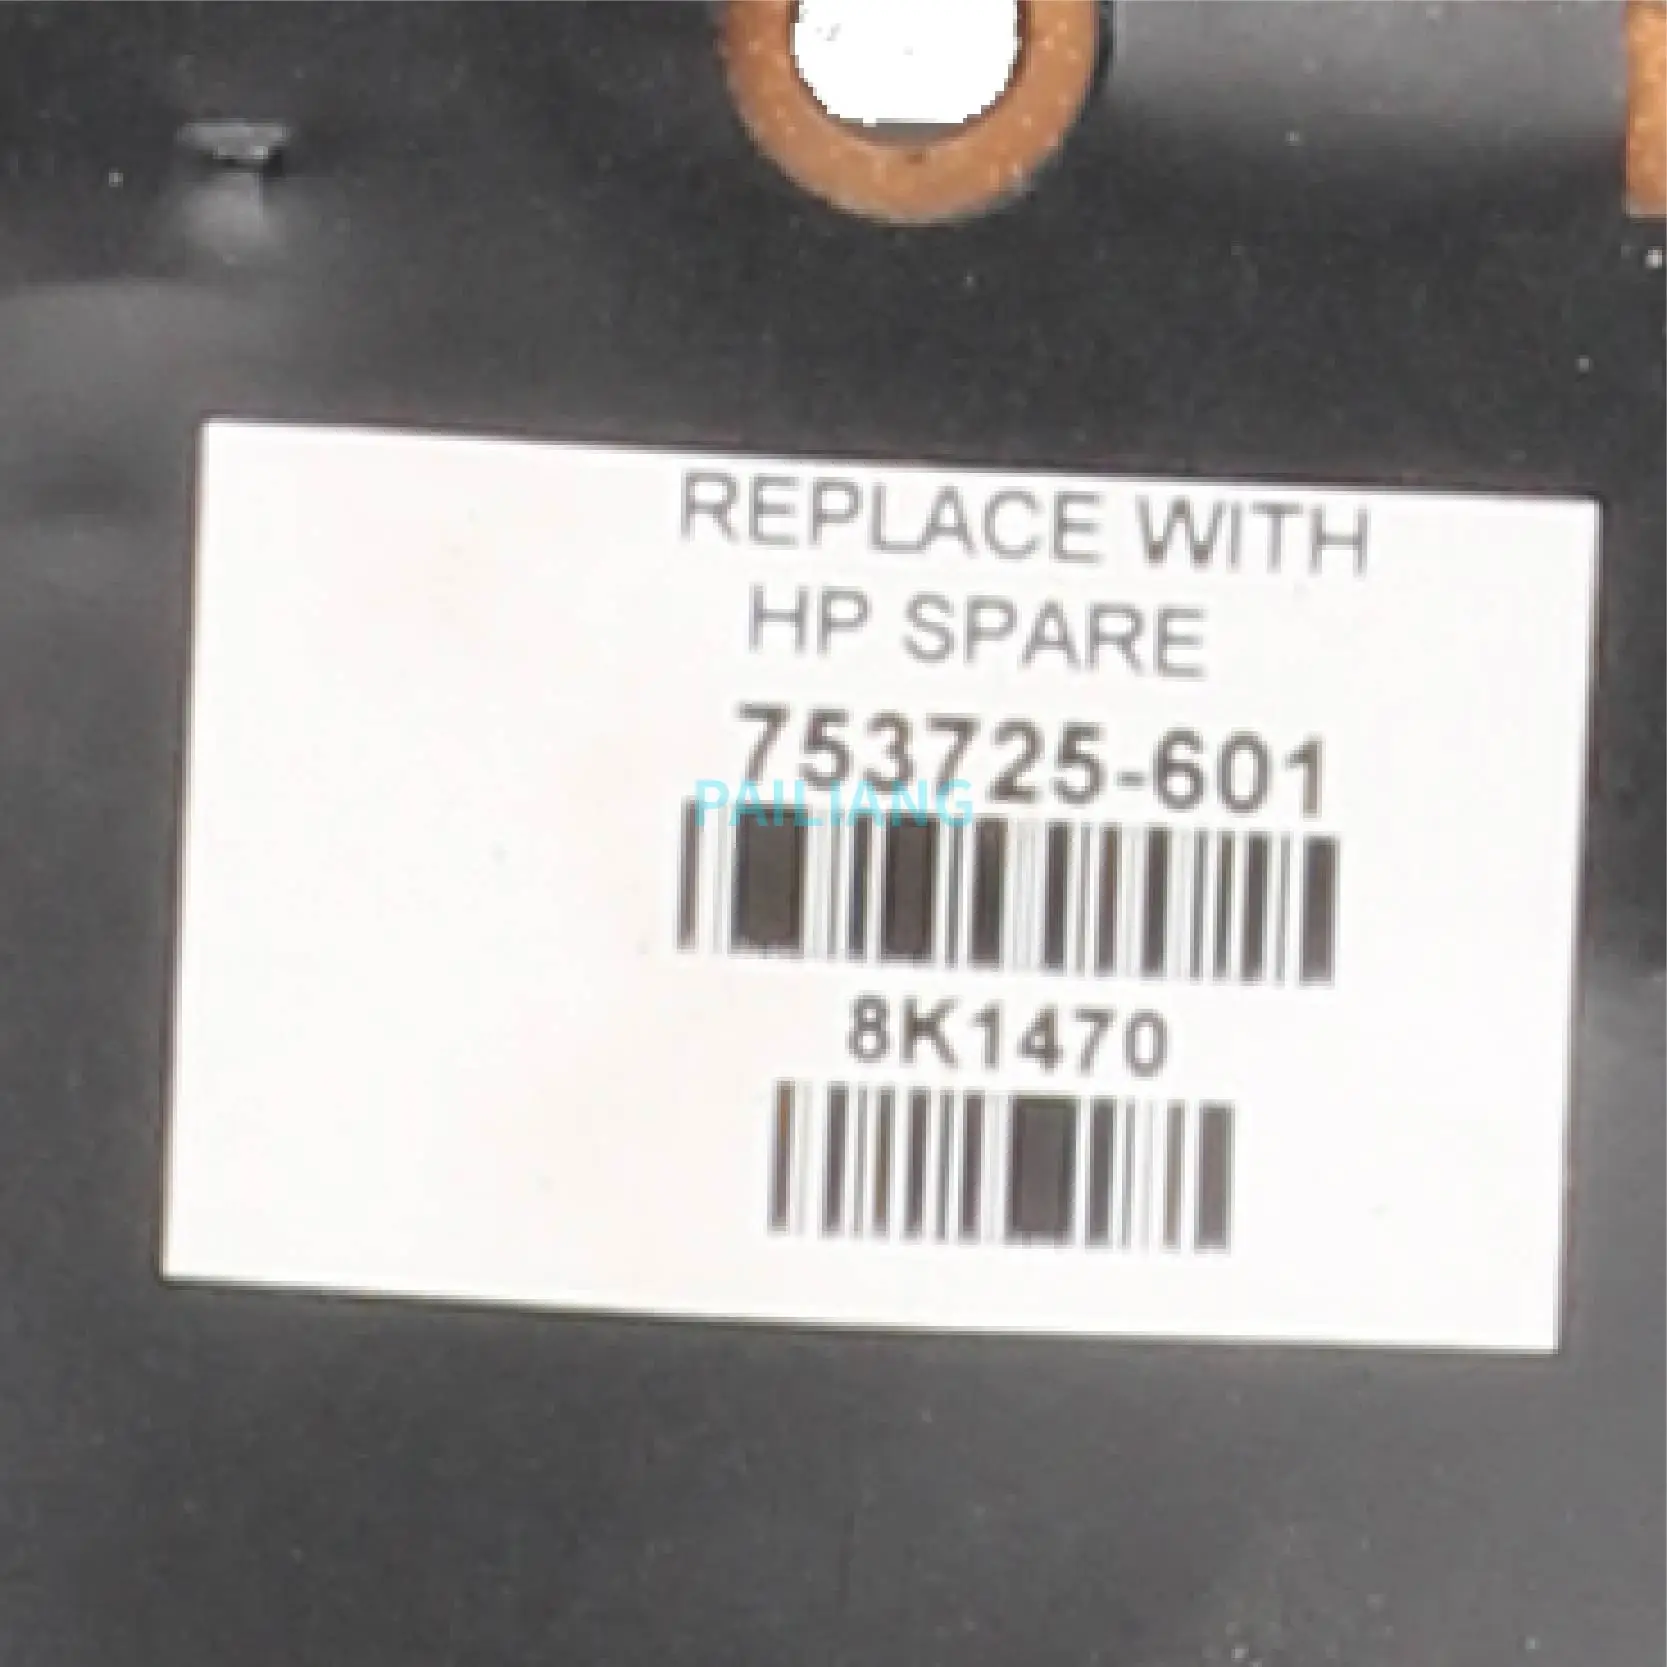 REPLACE WITH
HP SPARE
753725-601
PAILIANG
8K1470